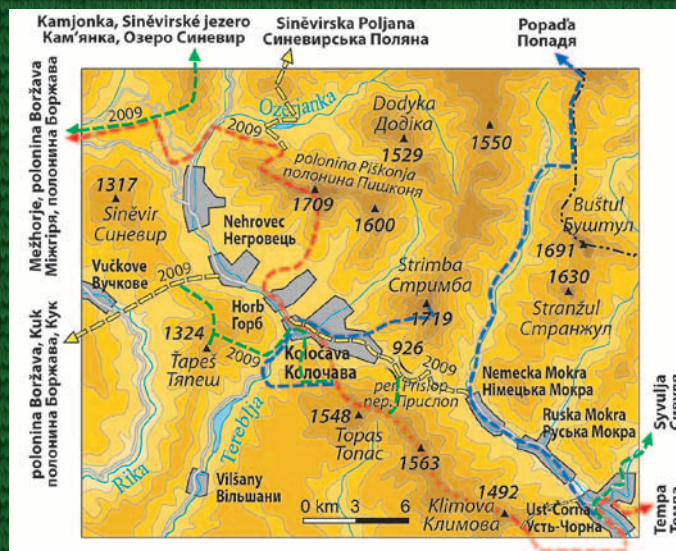 Kamjonka, Siněvirské jezero
Кам'янка, Озеро Синевир
Siněvirska Poljana
Синевирська Поляна
Popaďa
Попадя
Mežhorje, polonina Boržava
Міжгіря, полонина Боржава
2009
Ozerjanka
2009
Dodyka
Додіка
1529
1550
polonina Piškonja
полонина Пишконя
1317
Siněvir
Синевир
1709
1600
Buštul
Буштул
1691
Nehrovec
Негровець
Vučkove
Вучкове
2009
Strimba
Стримба
1719
1630
Stranžul
Странжул
Horb
Горб
polonina Boržava, Kuk
полонина Боржава, Кук
1324
Ťapeš
Тяпеш
2009
Koločava
Колочава
926
2009
per. Prislop
пер. Прислоп
Nemecka Mokra
Німецька Мокра
Ruska Mokra
Руська Мокра
Syvulja
1548
Topas
Топас
1563
Tereblja
Rika
Vilšany
Вільшани
0 km 3 6
1492
Klimova
Климова
Usť-Čorna
Усть-Чорна
Tempa
Темпа